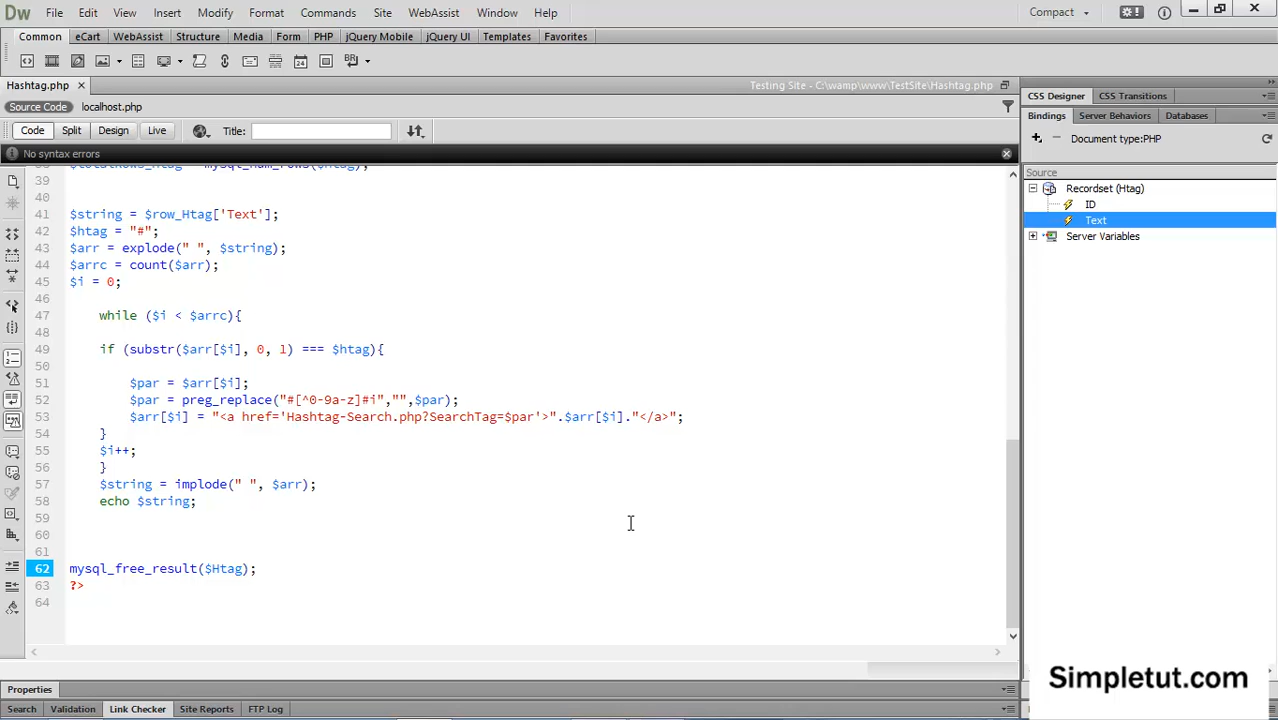 Dw File Edit View Insert Modify Format Commands Site WebAssist Window Help Compact
Common eCart WebAssist Structure Media Form PHP jQuery Mobile jQuery UI Templates Favorites
BR
Hashtag.php Testing Site - C:\wamp\www\TestSite\Hashtag.php
CSS Designer CSS Transitions
Source Code localhost.php
Bindings Server Behaviors Databases
Code Split Design Live Title:
Document type:PHP
No syntax errors
Source
Recordset (Htag)
ID
Text
Server Variables
39
40
41 $string = $row_Htag['Text'];
42 $htag = "#";
43 $arr = explode(" ", $string);
44 $arrc = count($arr);
45 $i = 0;
46
47 while ($i < $arrc){
48
49 if (substr($arr[$i], 0, 1) === $htag){
50
51 $par = $arr[$i];
52 $par = preg_replace("#[^0-9a-z]#i","",$par);
53 $arr[$i] = "<a href='Hashtag-Search.php?SearchTag=$par'>".$arr[$i]."</a>";
54 }
55 $i++;
56 }
57 $string = implode(" ", $arr);
58 echo $string;
59
60
61
62 mysql_free_result($Htag);
63 ?>
64
Simpletut.com
Properties
Search Validation Link Checker Site Reports FTP Log